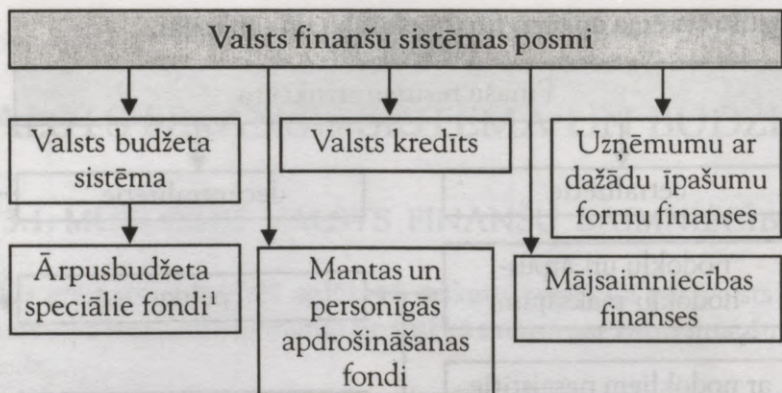 Valsts finanšu sistēmas posmi
Valsts budžeta
sistēma
Valsts kredīts
Uzņēmumu ar
dažādu īpašumu
formu finanses
Ārpusbudžeta
speciālie fondi¹
Mantas un
personīgās
apdrošināšanas
fondi
Mājsaimniecības
finanses